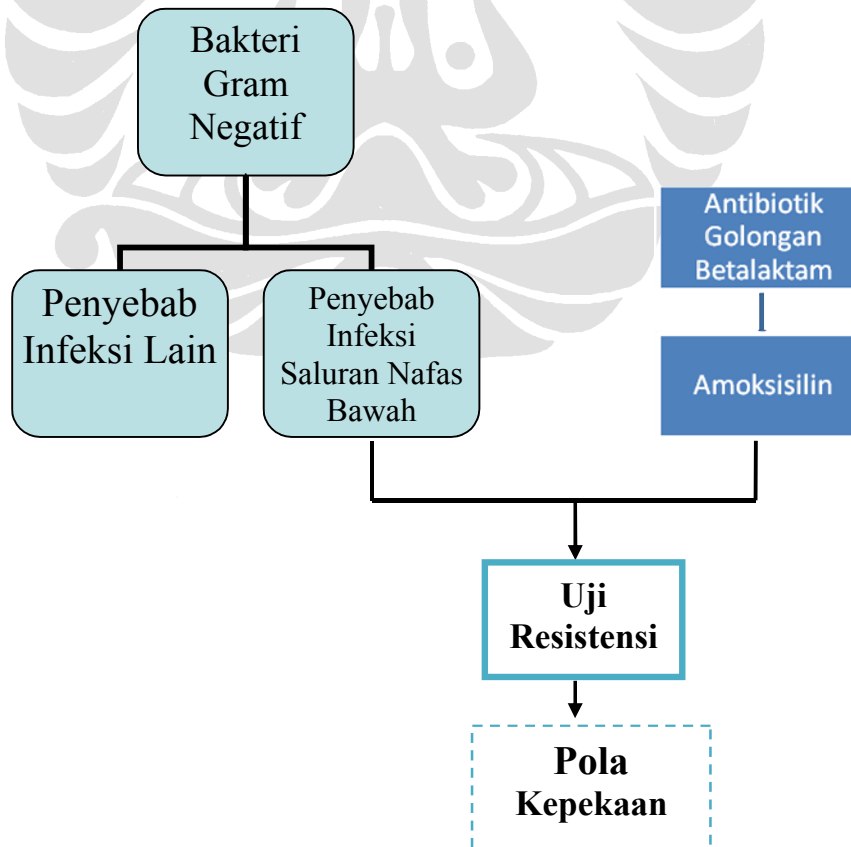 Bakteri
Gram
Negatif
Antibiotik
Golongan
Betalaktam
Penyebab
Infeksi Lain
Penyebab
Infeksi
Saluran Nafas
Bawah
Amoksisilin
Uji
Resistensi
Pola
Kepekaan